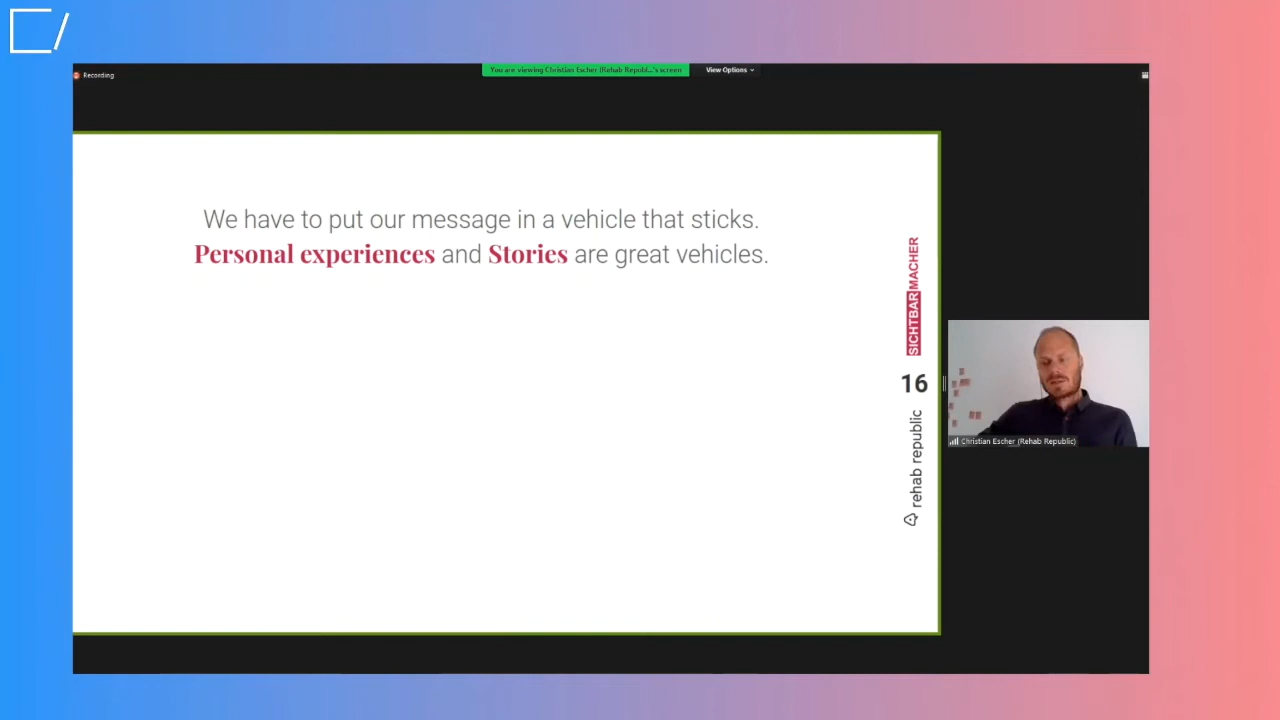 Recording
You are viewing Christian Escher (Rehab Republ...'s screen
View Options
We have to put our message in a vehicle that sticks.
Personal experiences and Stories are great vehicles.
SICHTBARMACHER
16
rehab republic
Christian Escher (Rehab Republic)